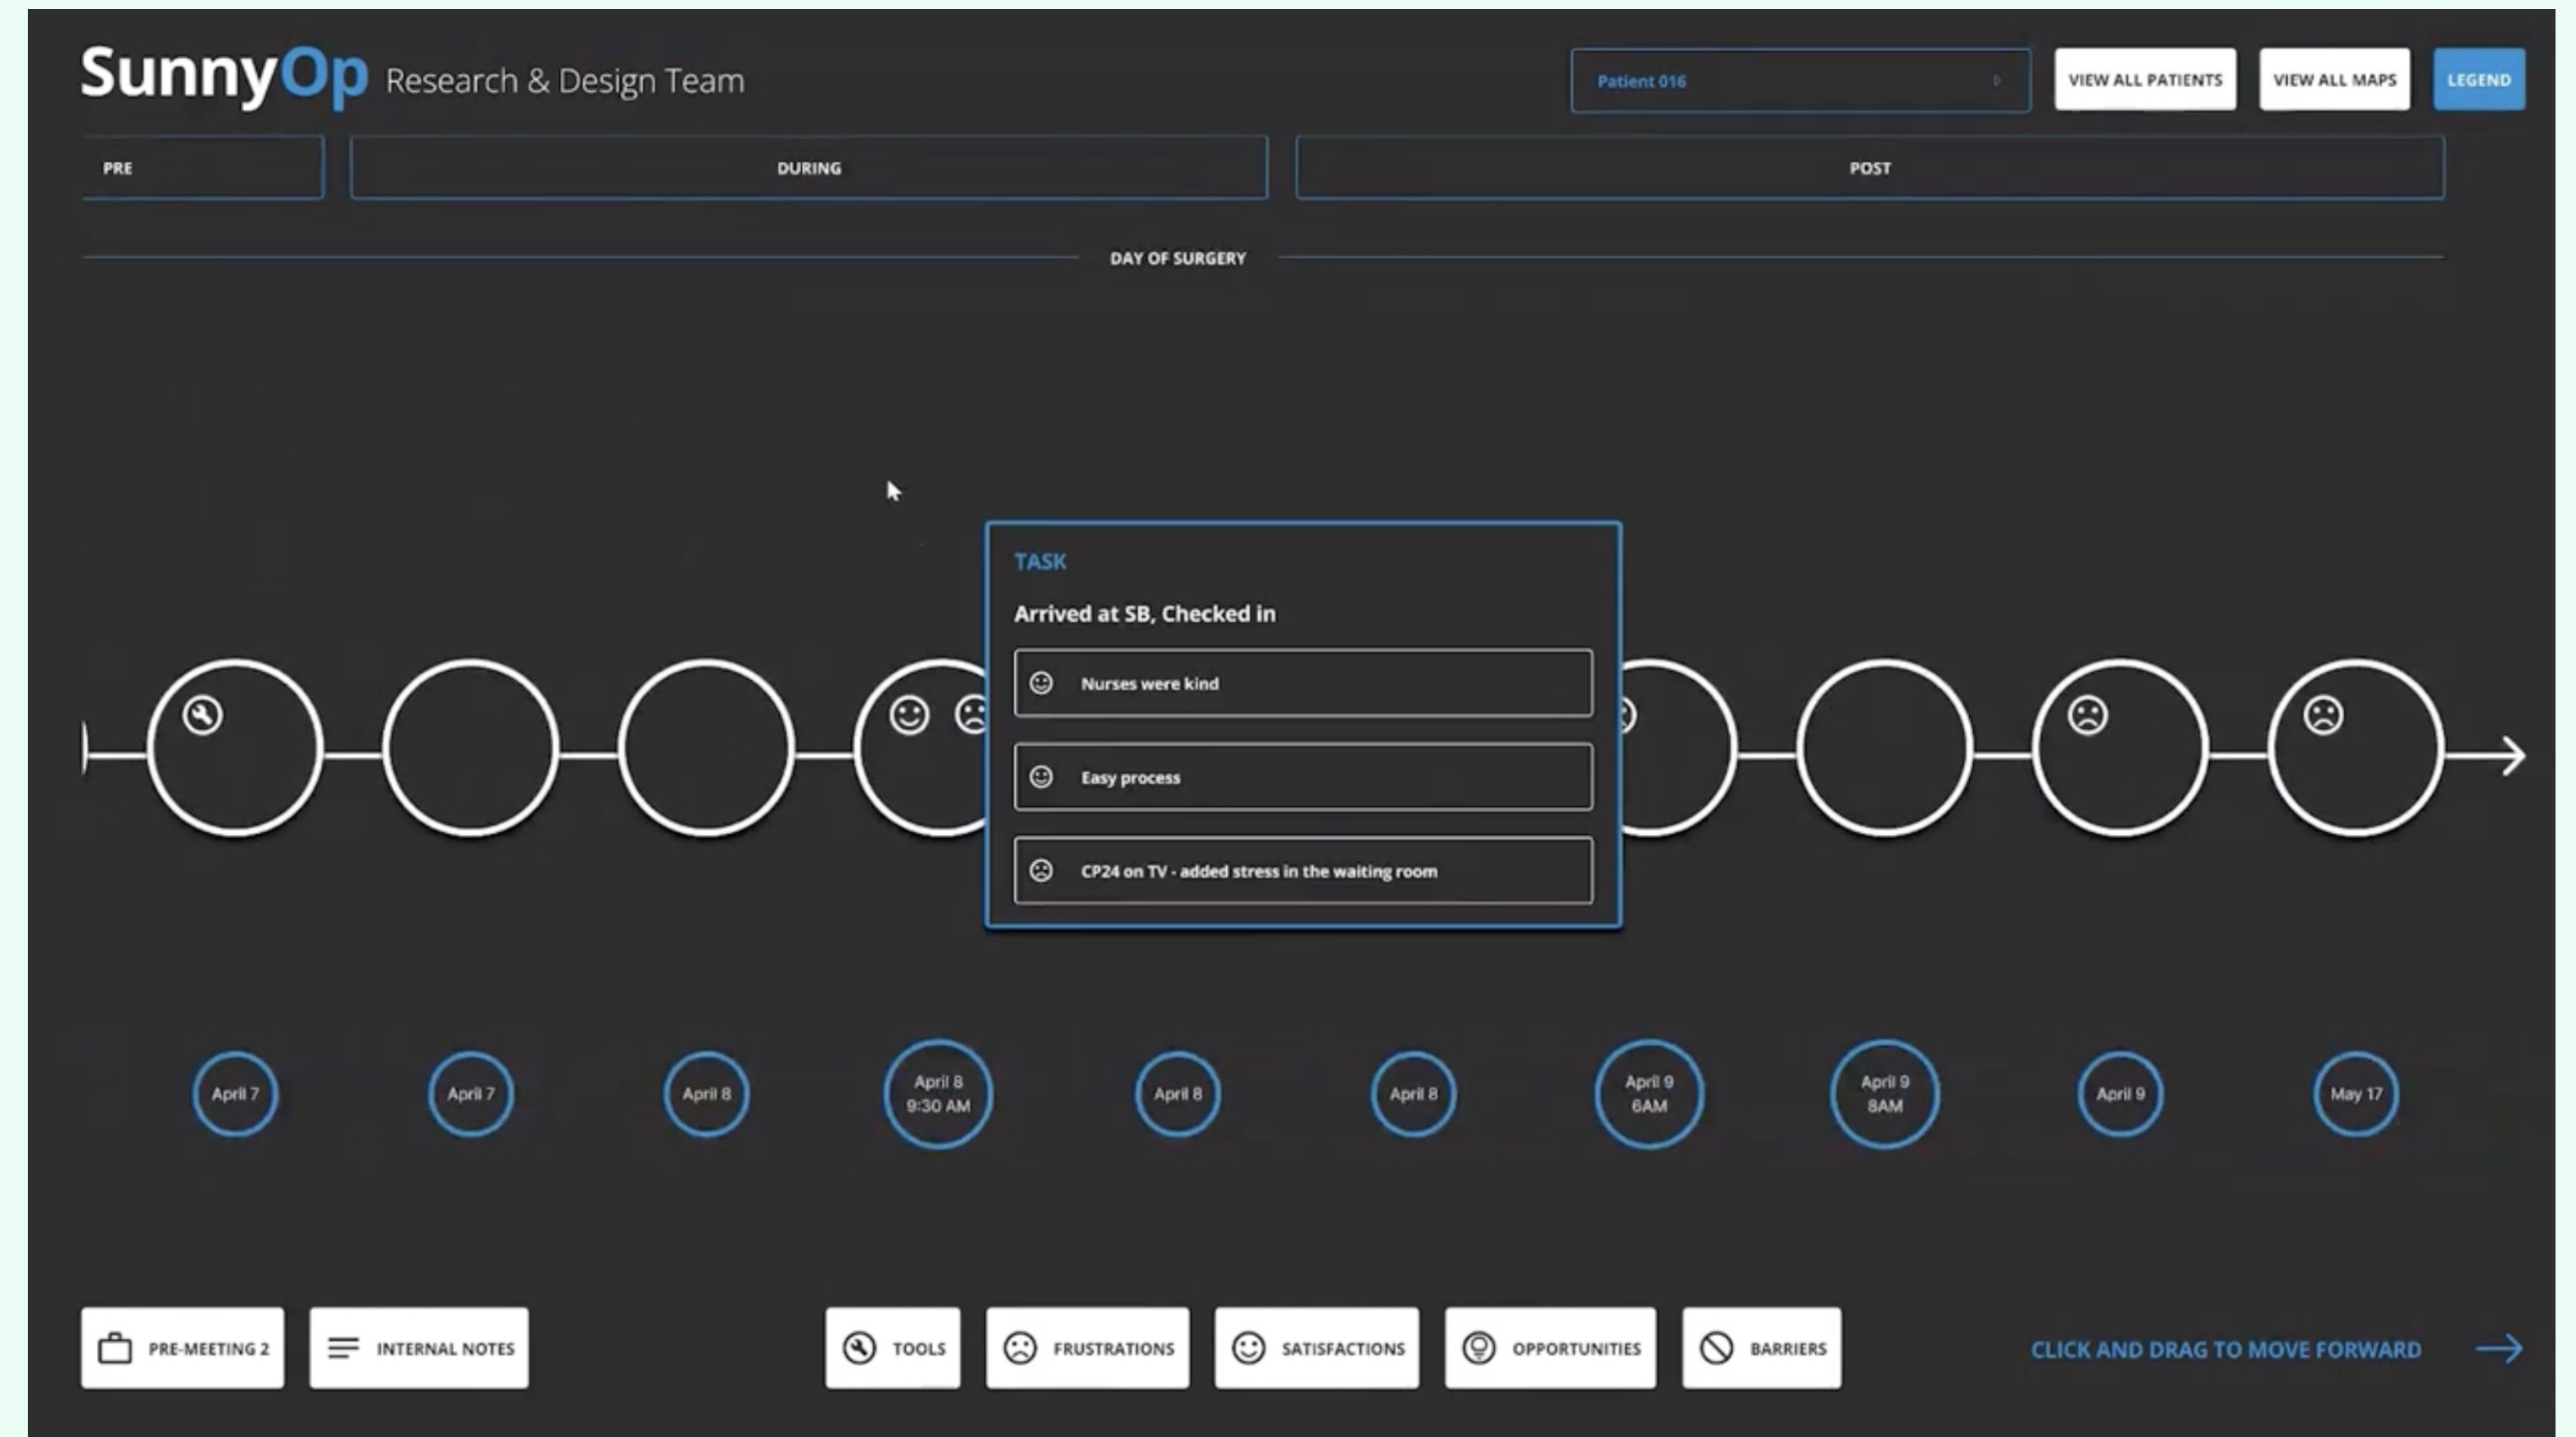 SunnyOp Research & Design Team
Patient 016
VIEW ALL PATIENTS
VIEW ALL MAPS
LEGEND
PRE
DURING
POST
DAY OF SURGERY
TASK
Arrived at SB, Checked in
Nurses were kind
Easy process
CP24 on TV - added stress in the waiting room
April 7
April 7
April 8
April 8
9:30 AM
April 8
April 8
April 9
6AM
April 9
8AM
April 9
May 17
PRE-MEETING 2
INTERNAL NOTES
TOOLS
FRUSTRATIONS
SATISFACTIONS
OPPORTUNITIES
BARRIERS
CLICK AND DRAG TO MOVE FORWARD